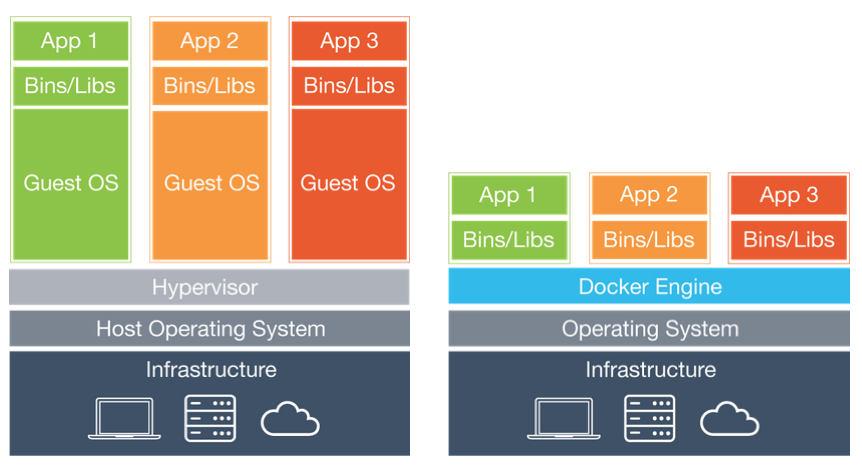 App 1
App 2
App 3
Bins/Libs
Bins/Libs
Bins/Libs
Guest OS
Guest OS
Guest OS
Hypervisor
Host Operating System
Infrastructure
App 1
App 2
App 3
Bins/Libs
Bins/Libs
Bins/Libs
Docker Engine
Operating System
Infrastructure